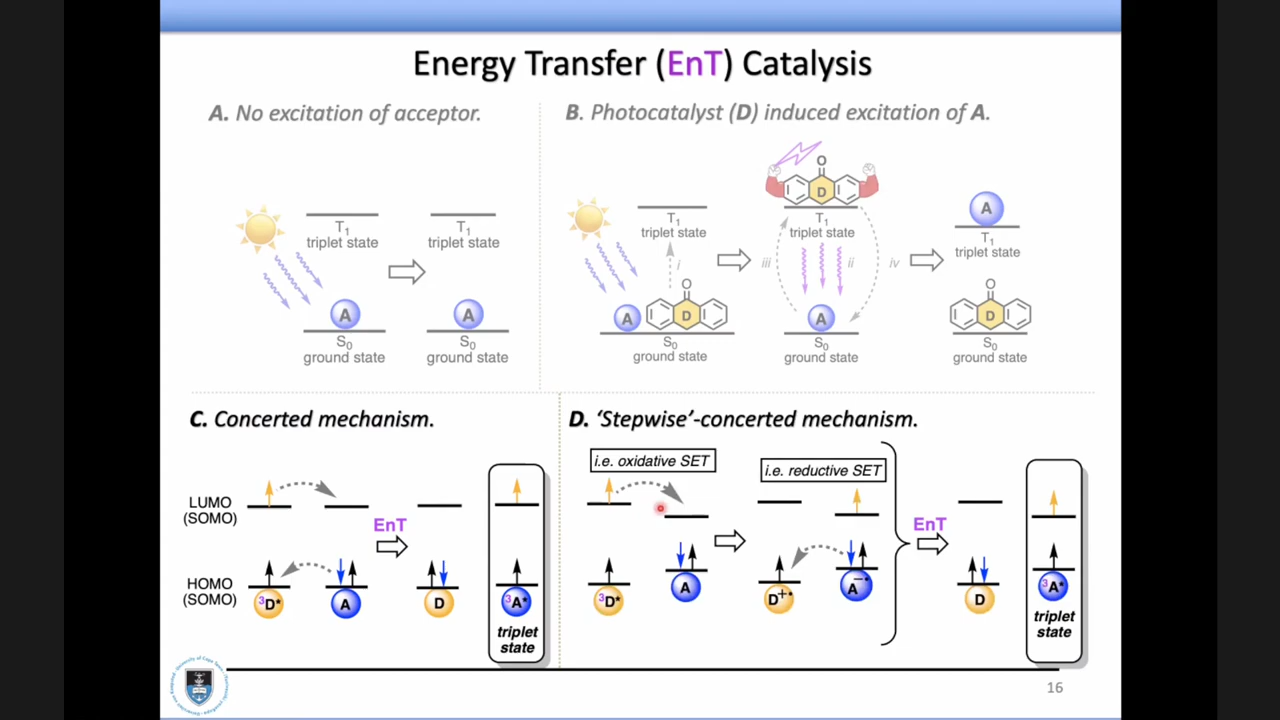 Energy Transfer (EnT) Catalysis
A. No excitation of acceptor.
T1
triplet state
T1
triplet state
A
A
S0
ground state
S0
ground state
B. Photocatalyst (D) induced excitation of A.
T1
triplet state
i
A
O
D
S0
ground state
O
D
T1
triplet state
iii
ii
iv
A
S0
ground state
A
T1
triplet state
O
D
S0
ground state
C. Concerted mechanism.
LUMO
(SOMO)
EnT
HOMO
(SOMO)
3D*
A
D
3A*
triplet
state
D. ‘Stepwise’-concerted mechanism.
i.e. oxidative SET
i.e. reductive SET
EnT
3D*
A
D+•
A−•
D
3A*
triplet
state
16